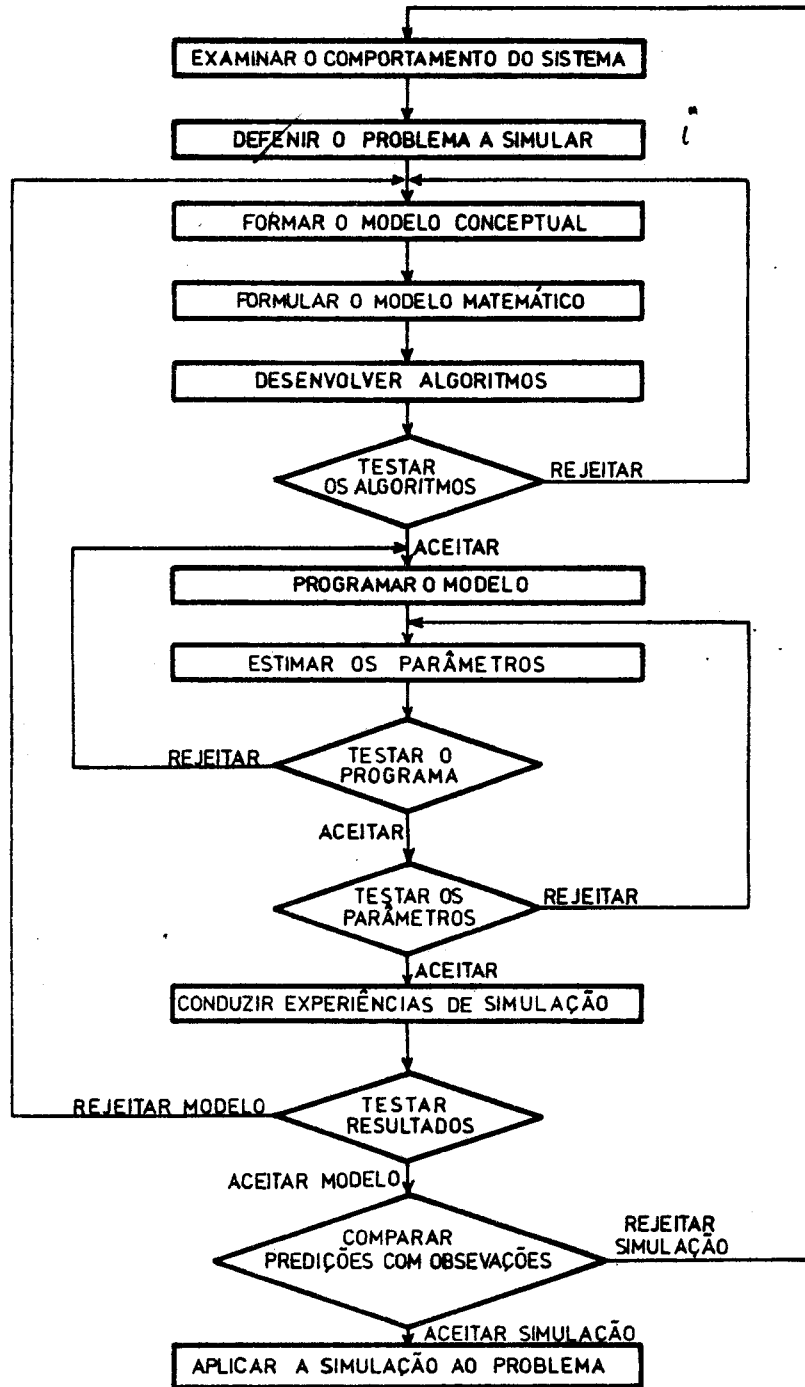 EXAMINAR O COMPORTAMENTO DO SISTEMA
DEFENIR O PROBLEMA A SIMULAR
FORMAR O MODELO CONCEPTUAL
FORMULAR O MODELO MATEMÁTICO
DESENVOLVER ALGORITMOS
TESTAR
OS ALGORITMOS
REJEITAR
ACEITAR
PROGRAMAR O MODELO
ESTIMAR OS PARÂMETROS
REJEITAR
TESTAR O
PROGRAMA
ACEITAR
TESTAR OS
PARÂMETROS
REJEITAR
ACEITAR
CONDUZIR EXPERIÊNCIAS DE SIMULAÇÃO
REJEITAR MODELO
TESTAR
RESULTADOS
ACEITAR MODELO
COMPARAR
PREDIÇÕES COM OBSEVAÇÕES
REJEITAR
SIMULAÇÃO
ACEITAR SIMULAÇÃO
APLICAR A SIMULAÇÃO AO PROBLEMA